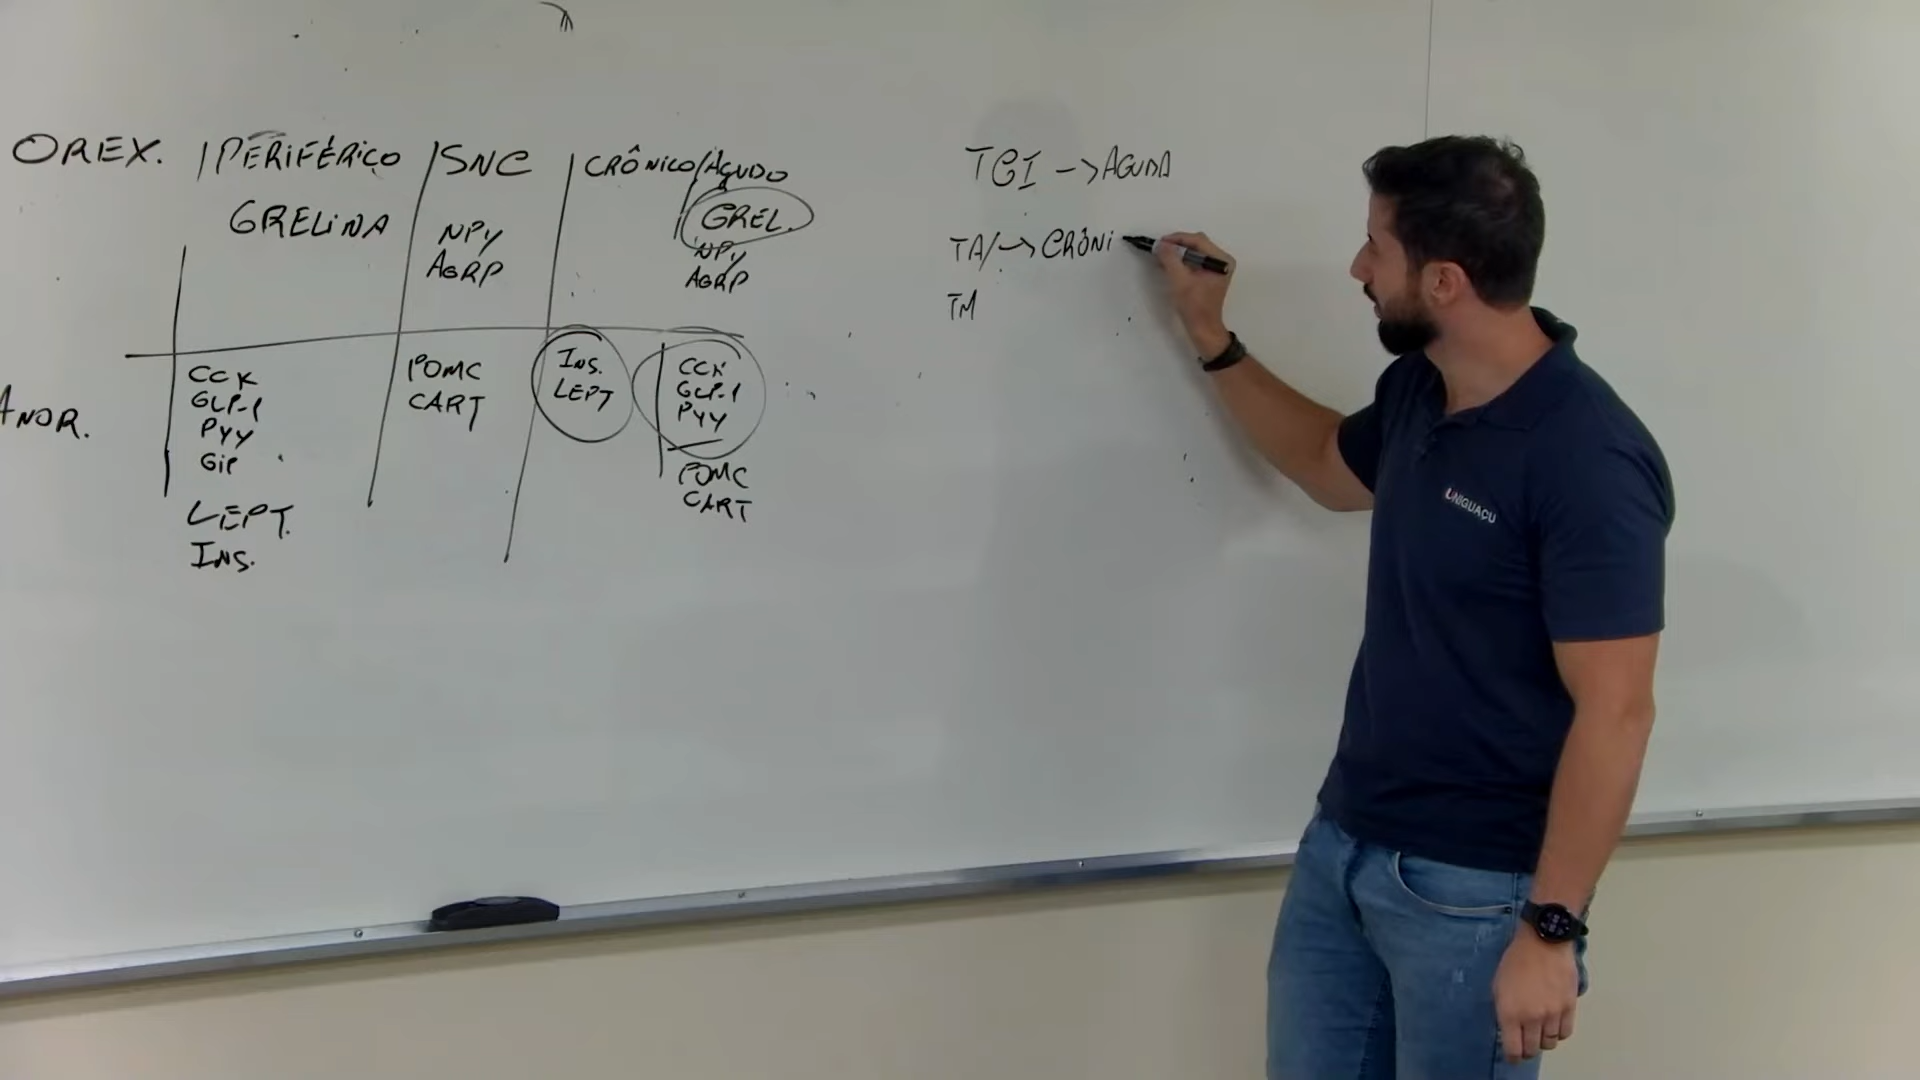 OREX. | PERIFÉRICO | SNC | CRÔNICO/AGUDO
GRELINA
NPY
AGRP
GREL.
NPY
AGRP
ANOR.
CCK
GLP-1
PYY
GIP
LEPT.
INS.
POMC
CART
INS.
LEPT
CCK
GLP-1
PYY
POMC
CART
TGI -> AGUDA
TA/ -> CRÔNI
TM
UNIGUAÇU